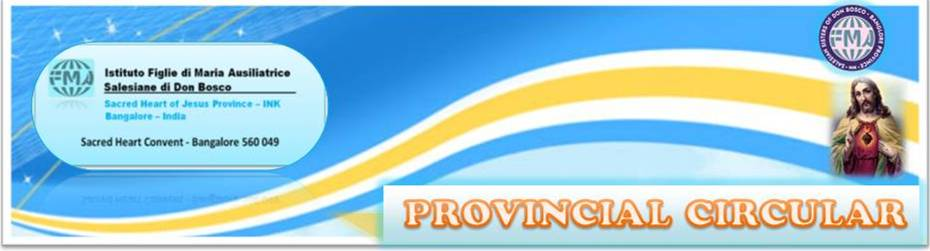 FMA
Istituto Figlie di Maria Ausiliatrice
Salesiane di Don Bosco
Sacred Heart of Jesus Province – INK
Bangalore – India
Sacred Heart Convent - Bangalore 560 049
SALESIAN SISTERS OF DON BOSCO - BANGLORE PROVINCE - INK
FMA
PROVINCIAL CIRCULAR